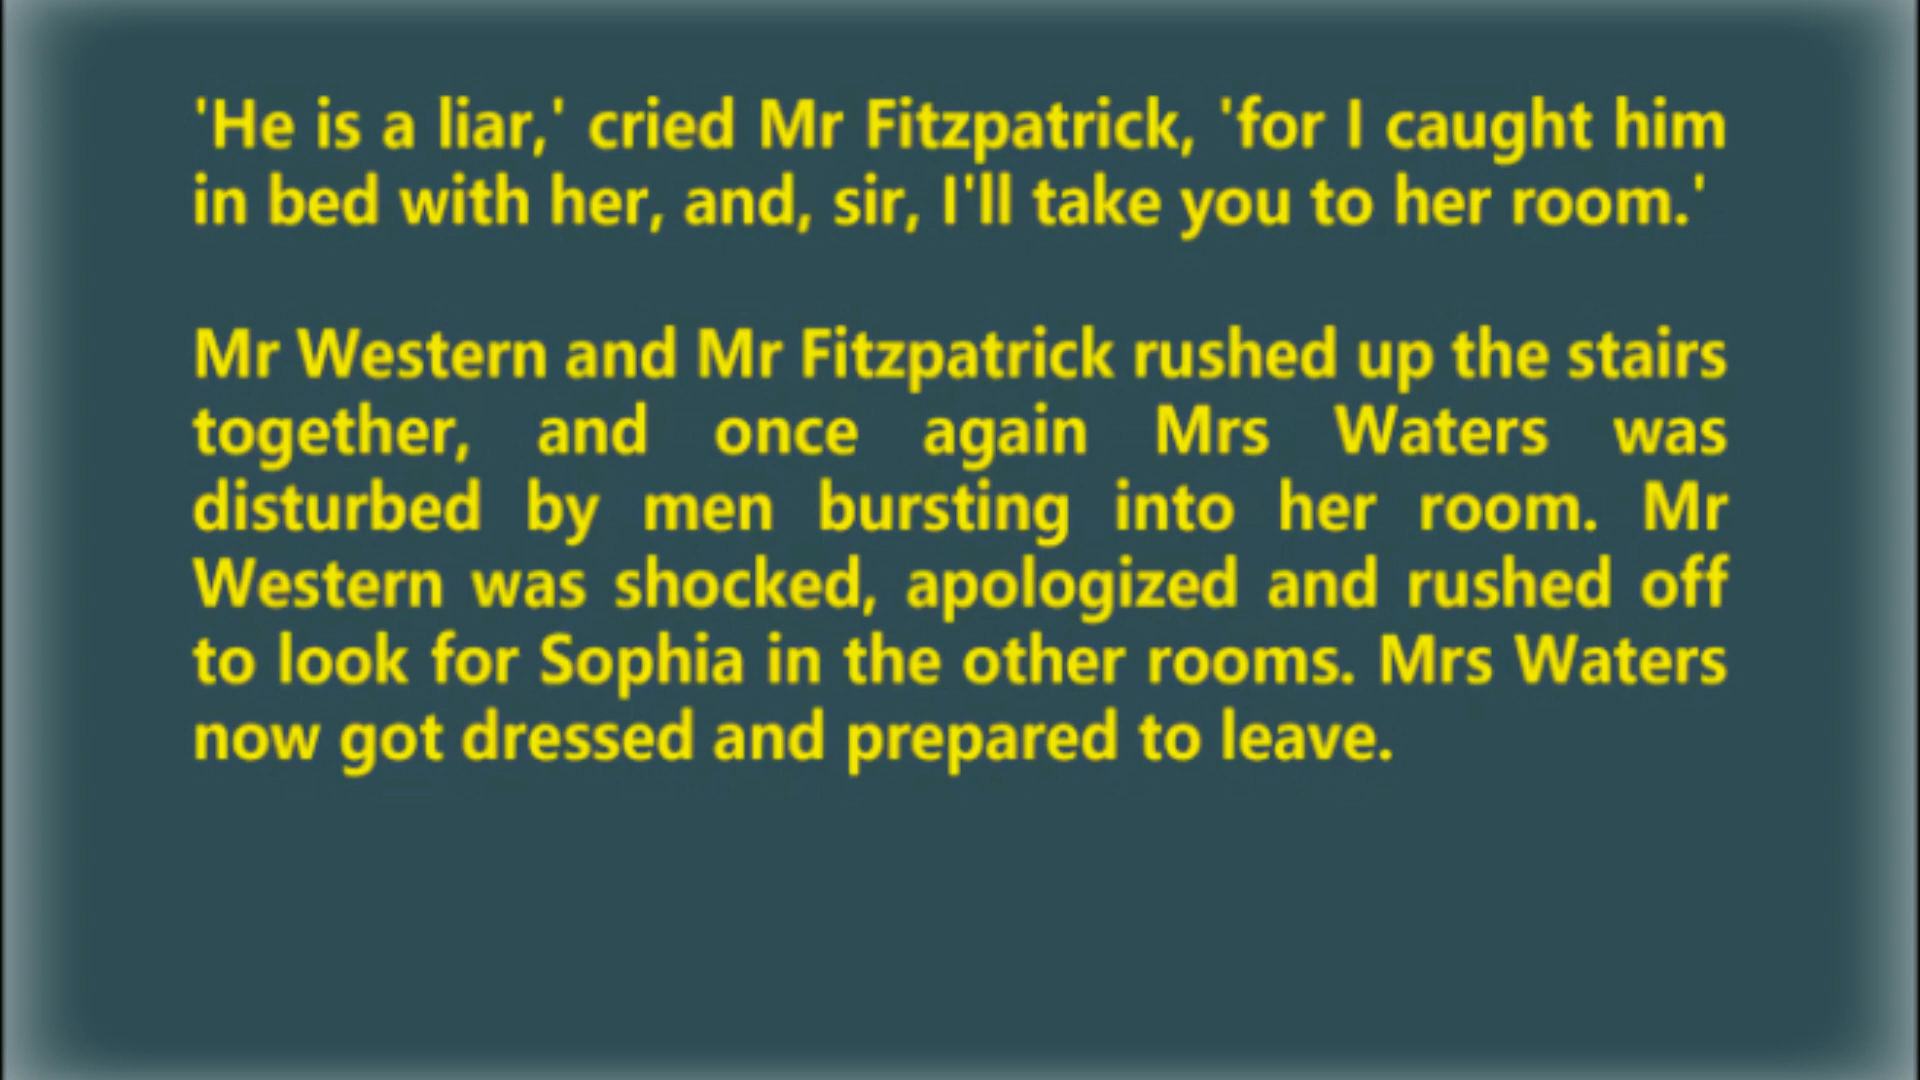 'He is a liar,' cried Mr Fitzpatrick, 'for I caught him
in bed with her, and, sir, I'll take you to her room.'
Mr Western and Mr Fitzpatrick rushed up the stairs
together, and once again Mrs Waters was
disturbed by men bursting into her room. Mr
Western was shocked, apologized and rushed off
to look for Sophia in the other rooms. Mrs Waters
now got dressed and prepared to leave.